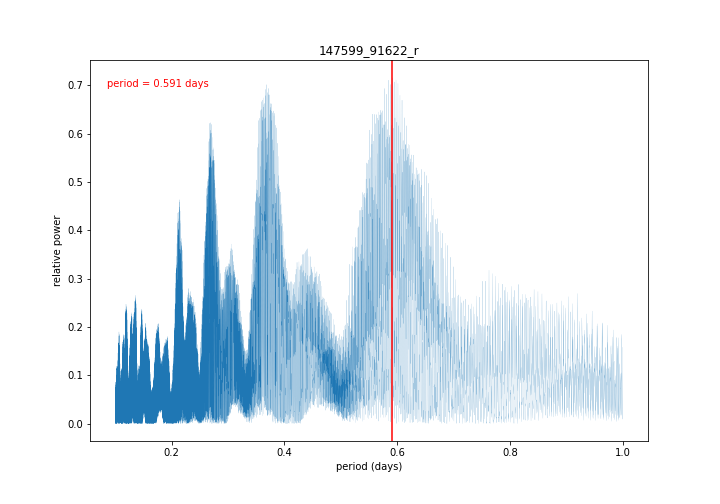 147599_91622_r
period = 0.591 days
relative power
0.7
0.6
0.5
0.4
0.3
0.2
0.1
0.0
0.2 0.4 0.6 0.8 1.0
period (days)